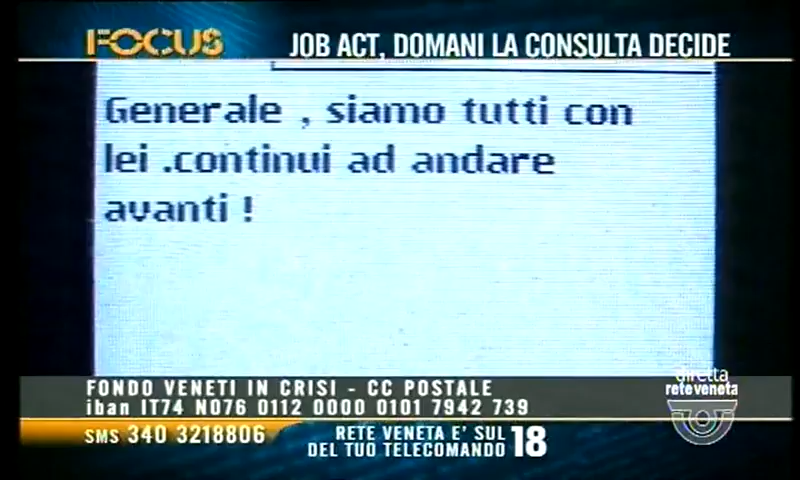 FOCUS
JOB ACT, DOMANI LA CONSULTA DECIDE
Generale , siamo tutti con
lei .continui ad andare
avanti !
diretta
reteveneta
FONDO VENETI IN CRISI - CC POSTALE
iban IT74 N076 0112 0000 0101 7942 739
SMS 340 3218806
RETE VENETA E' SUL 18
DEL TUO TELECOMANDO